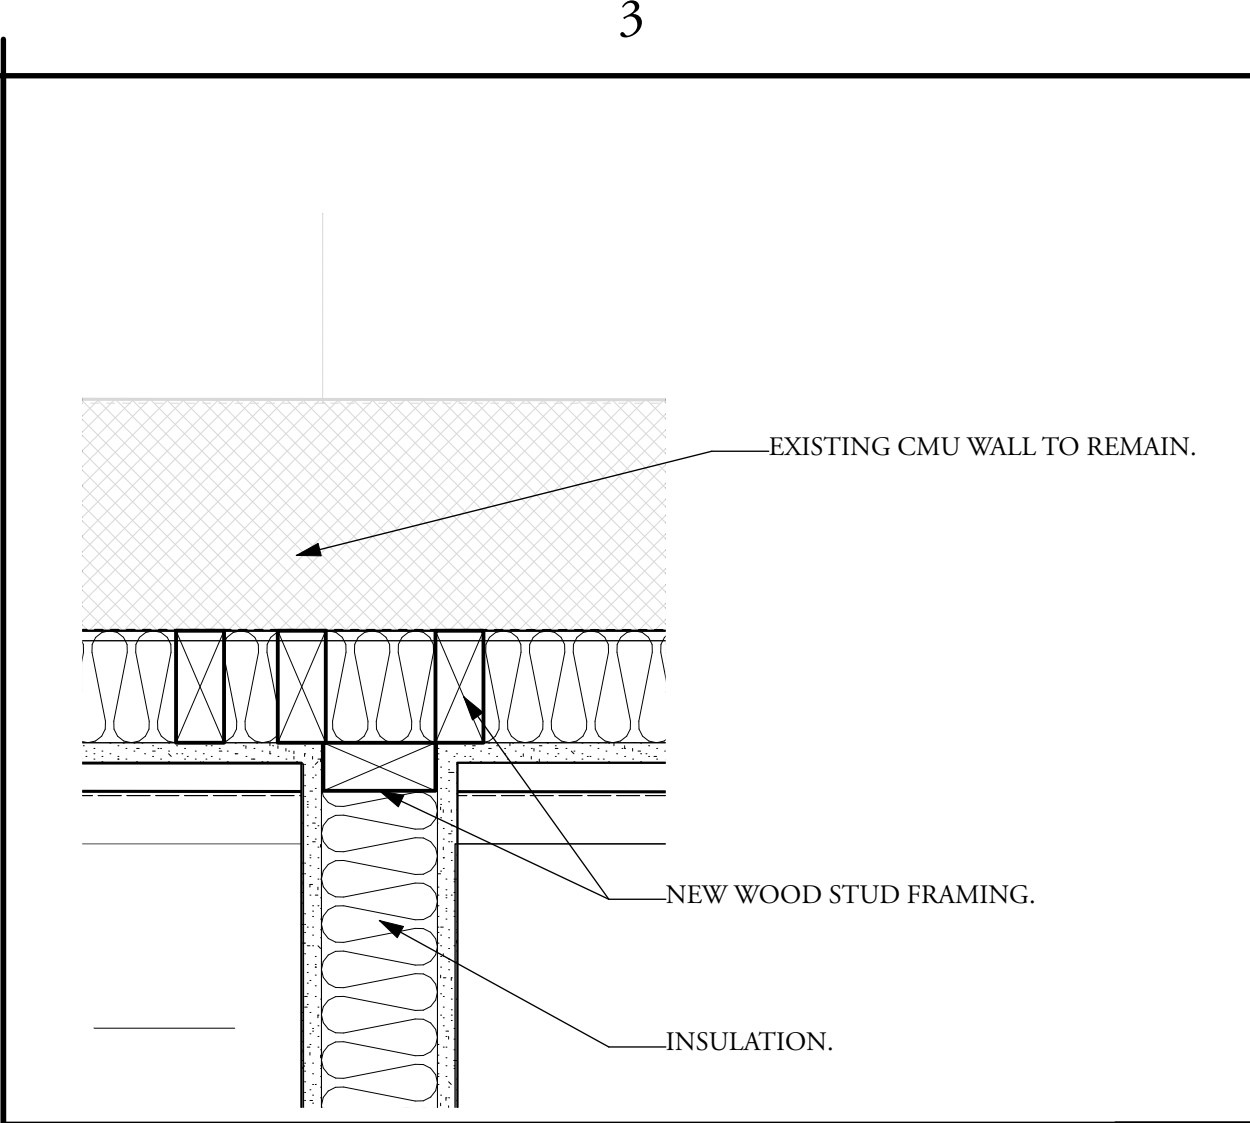 3
EXISTING CMU WALL TO REMAIN.
NEW WOOD STUD FRAMING.
INSULATION.